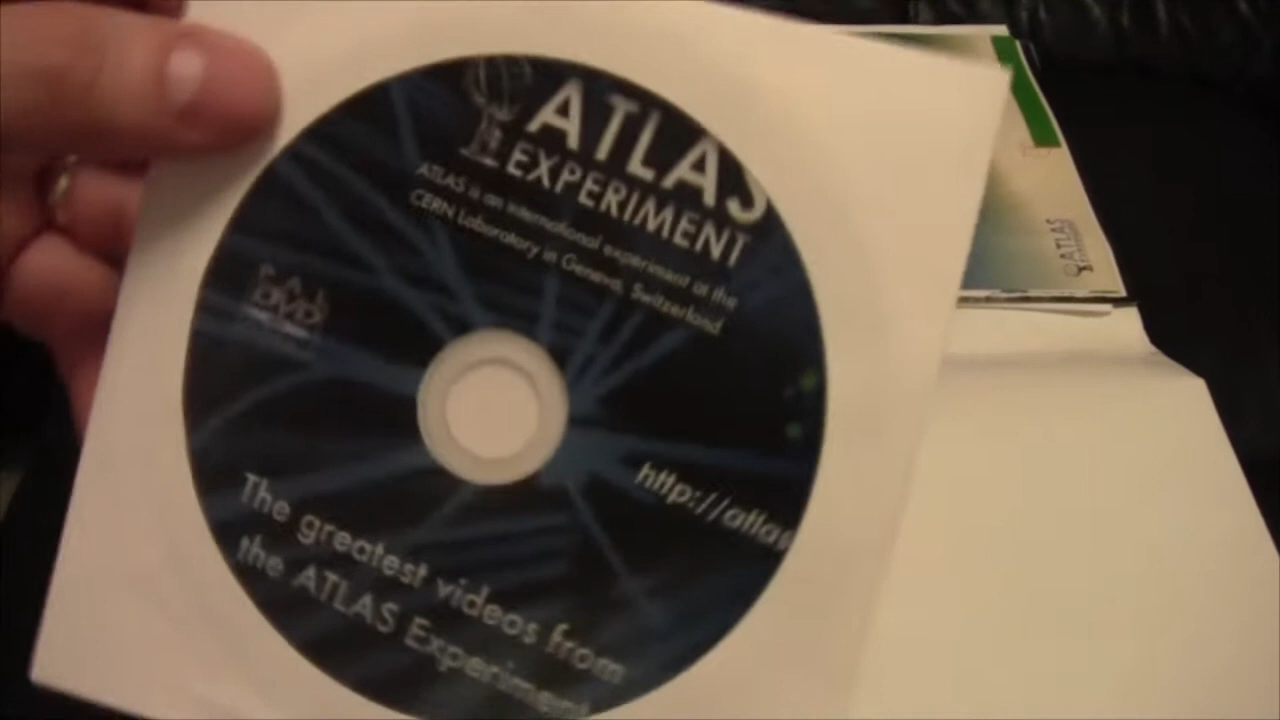 ATLAS
EXPERIMENT
ATLAS is an international experiment at the
CERN Laboratory in Geneva, Switzerland
http://atlas
The greatest videos from
the ATLAS Experiment
ATLAS